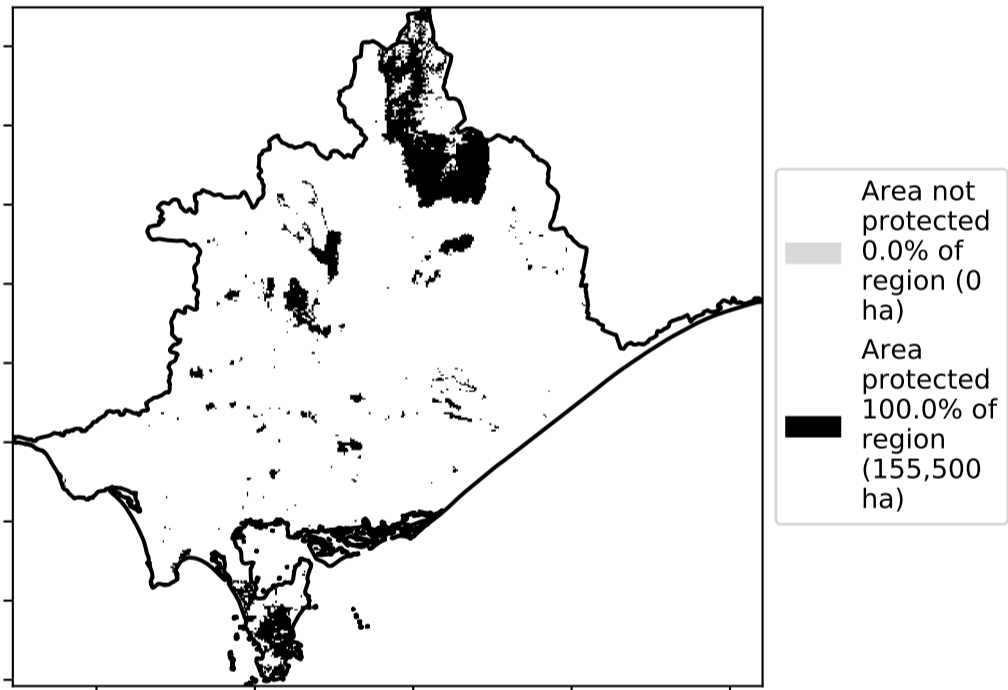 Area not
protected
0.0% of
region (0
ha)
Area
protected
100.0% of
region
(155,500
ha)